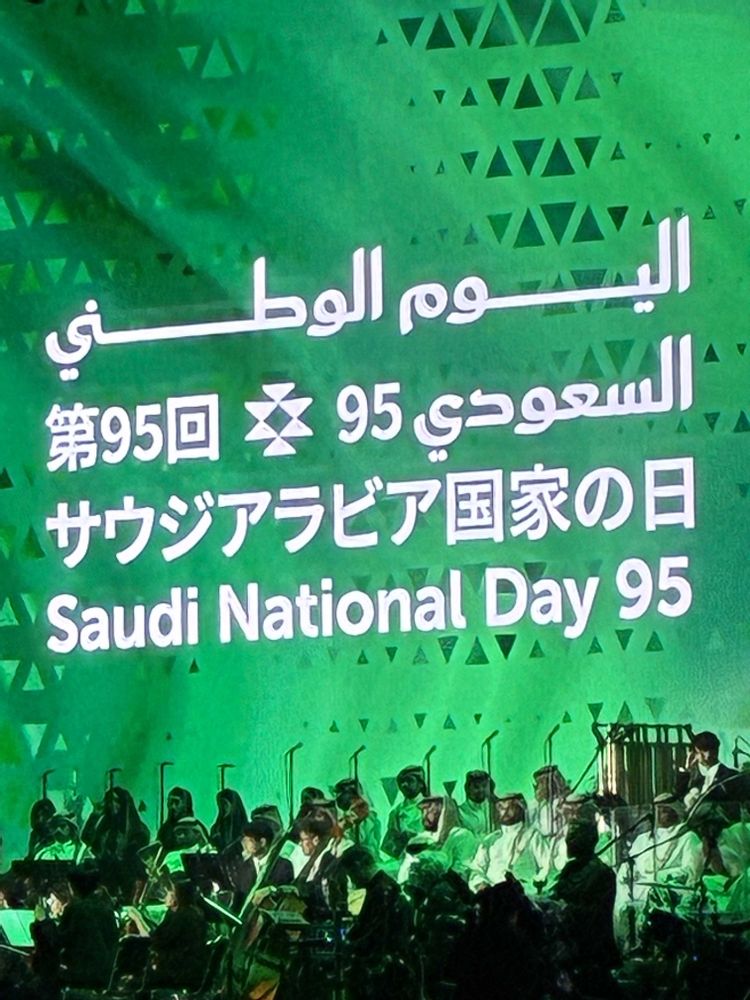 اليوم الوطني
السعودي 95
第95回
サウジアラビア国家の日
Saudi National Day 95